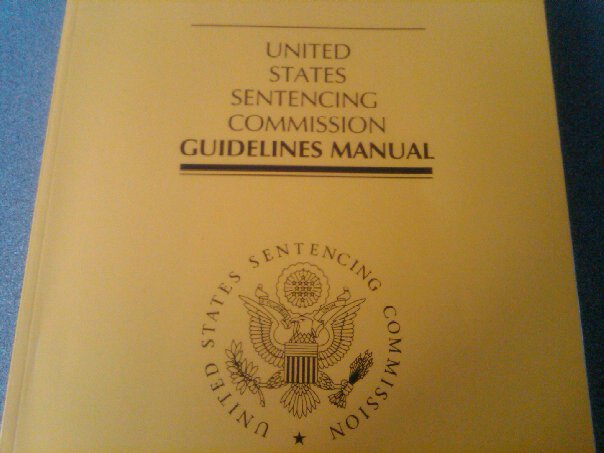 UNITED
STATES
SENTENCING
COMMISSION
GUIDELINES MANUAL
UNITED STATES SENTENCING COMMISSION